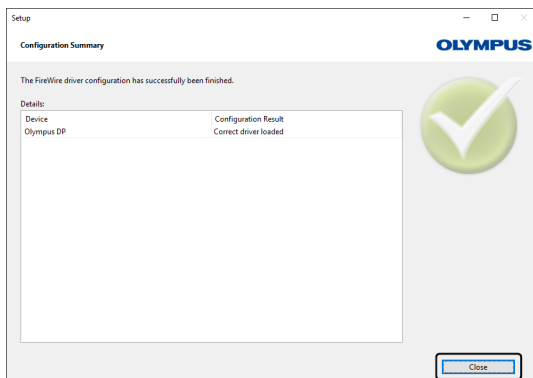 Setup
Configuration Summary
OLYMPUS
The FireWire driver configuration has successfully been finished.
Details:
Device Configuration Result
Olympus DP Correct driver loaded
Close